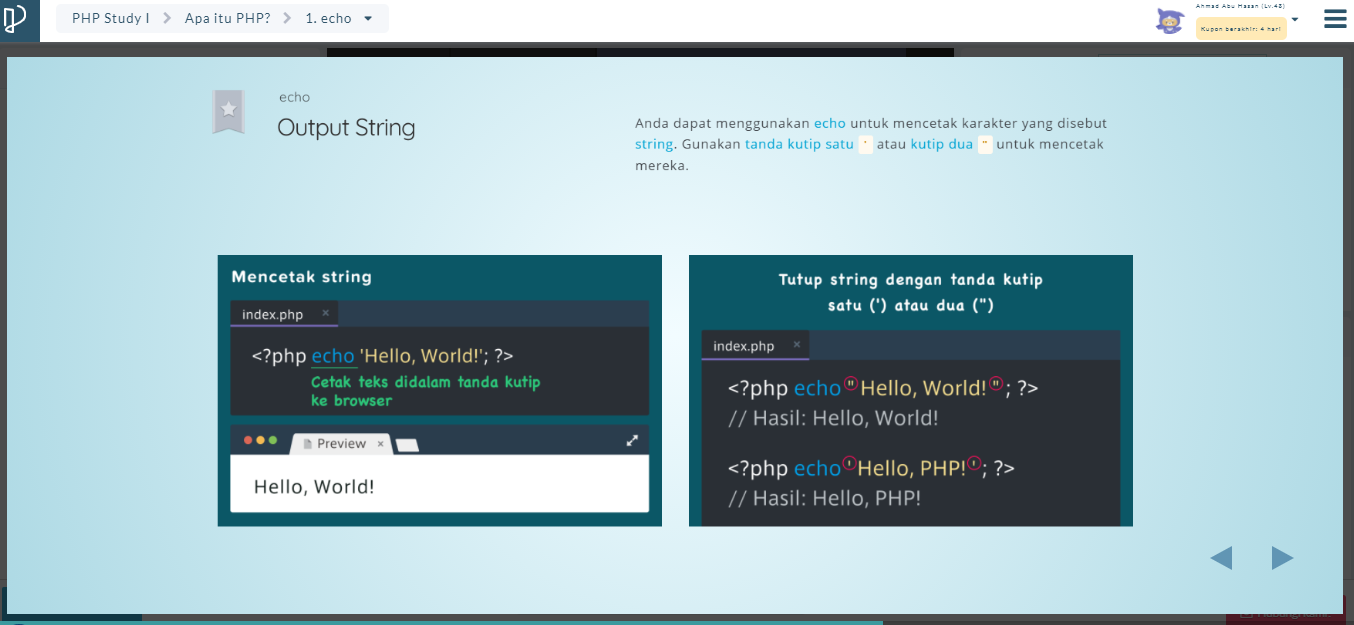 PHP Study I
Apa itu PHP?
1. echo
Ahmad Abu Hasan (Lv.48)
Kupon berakhir: 4 hari
echo
Output String
Anda dapat menggunakan echo untuk mencetak karakter yang disebut
string. Gunakan tanda kutip satu ' atau kutip dua " untuk mencetak
mereka.
Mencetak string
index.php ×
<?php echo 'Hello, World!'; ?>
Cetak teks didalam tanda kutip
ke browser
Preview ×
Hello, World!
Tutup string dengan tanda kutip
satu (') atau dua (")
index.php ×
<?php echo "Hello, World!"; ?>
// Hasil: Hello, World!
<?php echo 'Hello, PHP!'; ?>
// Hasil: Hello, PHP!